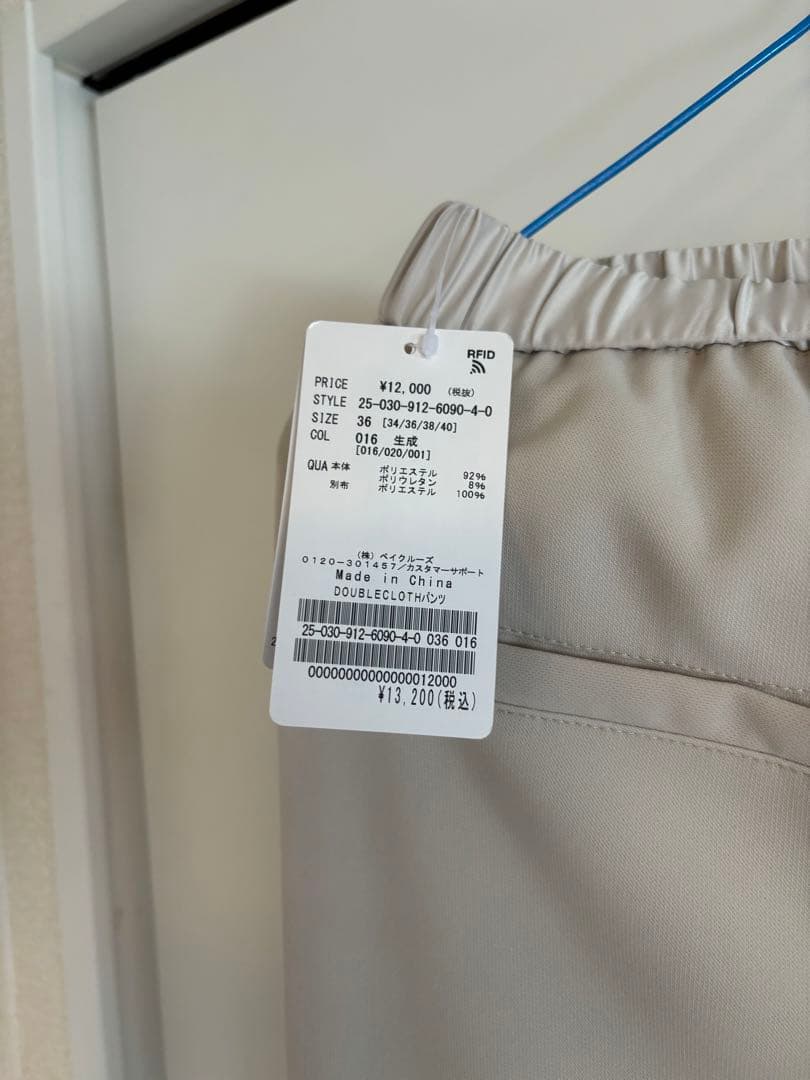 RFID
PRICE ¥12,000 (税抜)
STYLE 25-030-912-6090-4-0
SIZE 36 [34/36/38/40]
COL 016 生成
[016/020/001]
QUA 本体 ポリエステル 92%
ポリウレタン 8%
別布 ポリエステル 100%
(株) ベイクルーズ
0120-301457/カスタマーサポート
Made in China
DOUBLECLOTHパンツ
25-030-912-6090-4-0 036 016
00000000000000012000
¥13,200(税込)
2